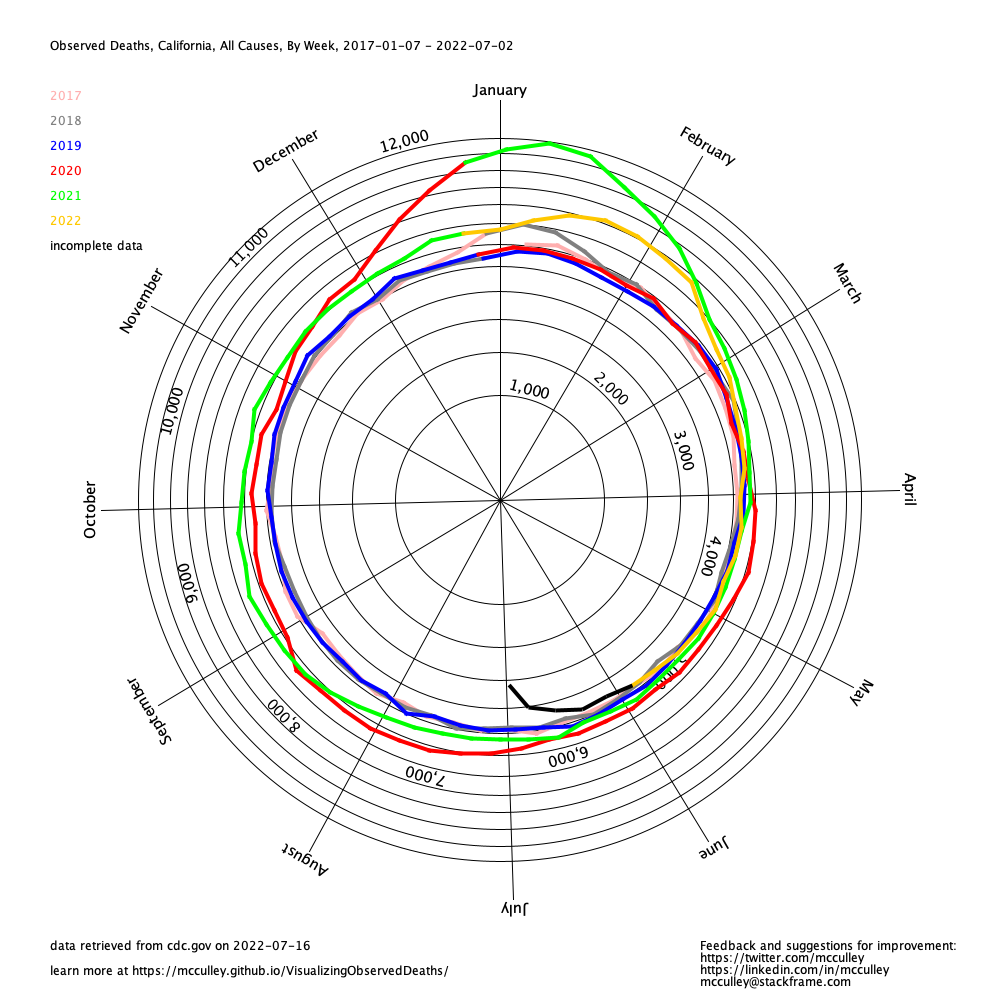 Observed Deaths, California, All Causes, By Week, 2017-01-07 - 2022-07-02
January
2017
2018
2019
2020
2021
2022
incomplete data
December
12,000
February
11,000
November
March
1,000
2,000
10,000
3,000
October
April
4,000
9,000
5,000
September
May
8,000
6,000
7,000
August
June
July
data retrieved from cdc.gov on 2022-07-16
learn more at https://mcculley.github.io/VisualizingObservedDeaths/
Feedback and suggestions for improvement:
https://twitter.com/mcculley
https://linkedin.com/in/mcculley
mcculley@stackframe.com